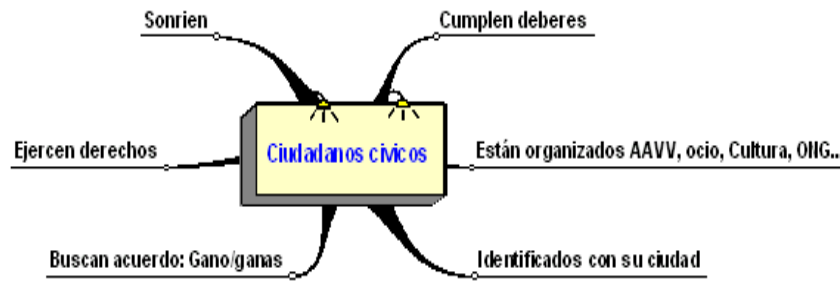 Sonrien
Cumplen deberes
Ejercen derechos
Ciudadanos cívicos
Están organizados AAVV, ocio, Cultura, ONG...
Buscan acuerdo: Gano/ganas
Identificados con su ciudad